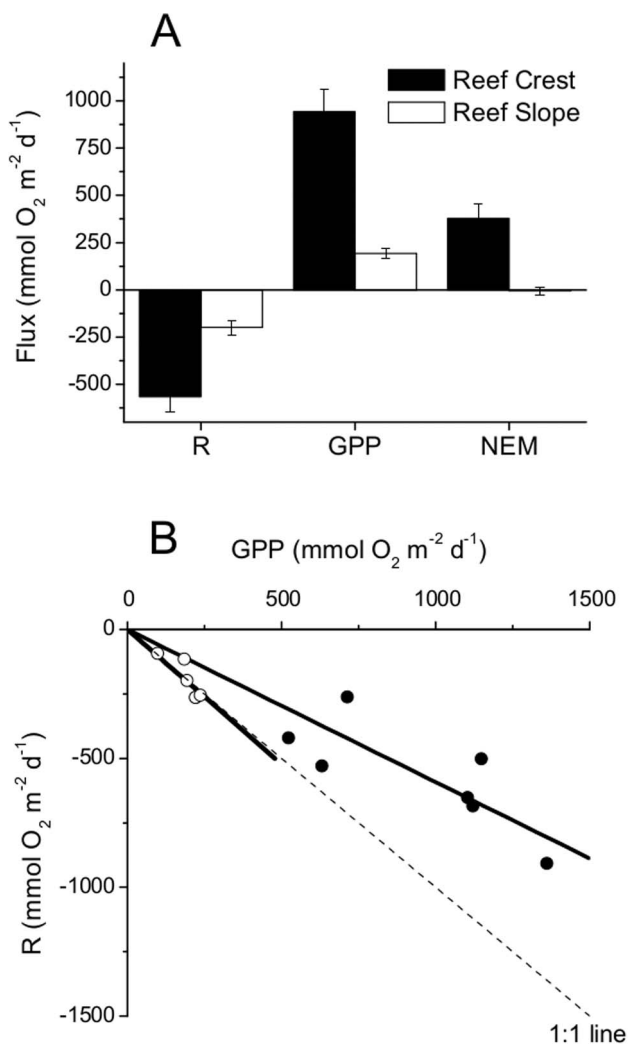 A
Reef Crest
Reef Slope
1000
750
500
250
0
-250
-500
Flux (mmol O₂ m⁻² d⁻¹)
R GPP NEM
B
GPP (mmol O₂ m⁻² d⁻¹)
0 500 1000 1500
0
-500
-1000
-1500
R (mmol O₂ m⁻² d⁻¹)
1:1 line